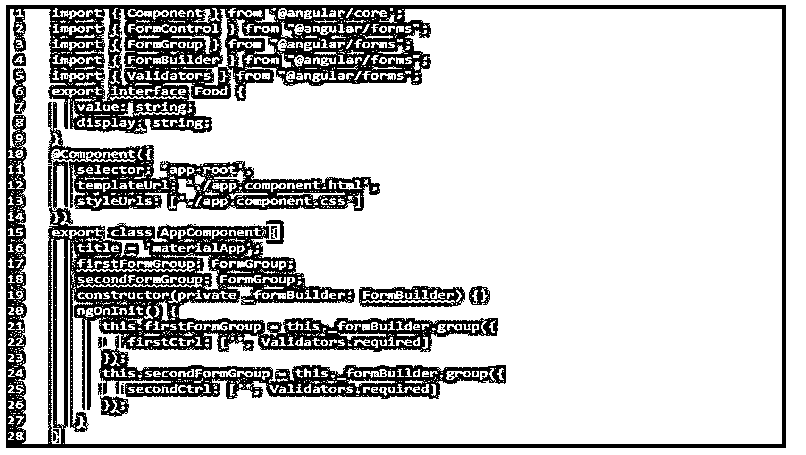 1 import { Component } from '@angular/core';
2 import { FormControl } from "@angular/forms";
3 import { FormGroup } from "@angular/forms";
4 import { FormBuilder } from "@angular/forms";
5 import { Validators } from "@angular/forms";
6 export interface Food {
7 value: string;
8 display: string;
9 }
10 @Component({
11 selector: 'app-root',
12 templateUrl: './app.component.html',
13 styleUrls: ['./app.component.css']
14 })
15 export class AppComponent {
16 title = 'materialApp';
17 firstFormGroup: FormGroup;
18 secondFormGroup: FormGroup;
19 constructor(private _formBuilder: FormBuilder) {}
20 ngOnInit() {
21 this.firstFormGroup = this._formBuilder.group({
22 firstCtrl: ['', Validators.required]
23 });
24 this.secondFormGroup = this._formBuilder.group({
25 secondCtrl: ['', Validators.required]
26 });
27 }
28 }